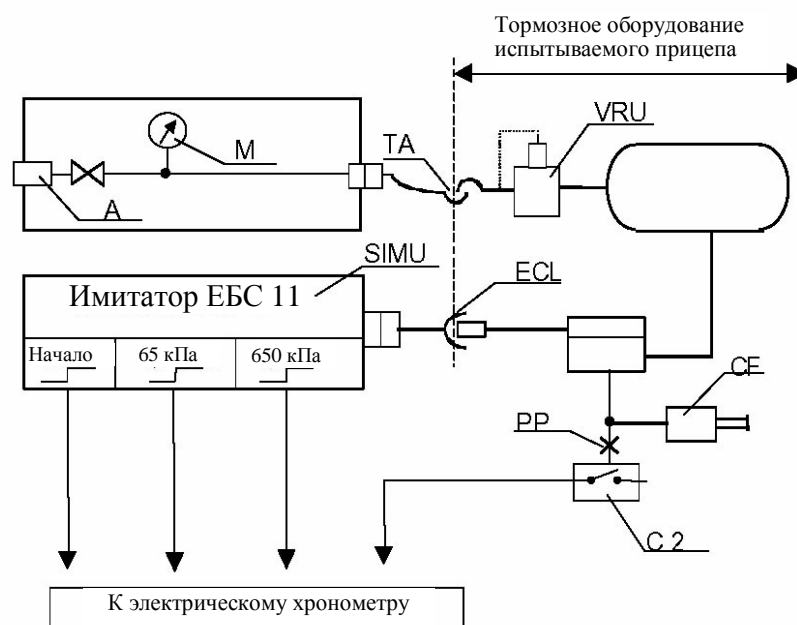 Тормозное оборудование
испытываемого прицепа
VRU
TA
M
A
SIMU
ECL
Имитатор ЕБС 11
Начало
65 кПа
650 кПа
CF
PP
C 2
К электрическому хронометру